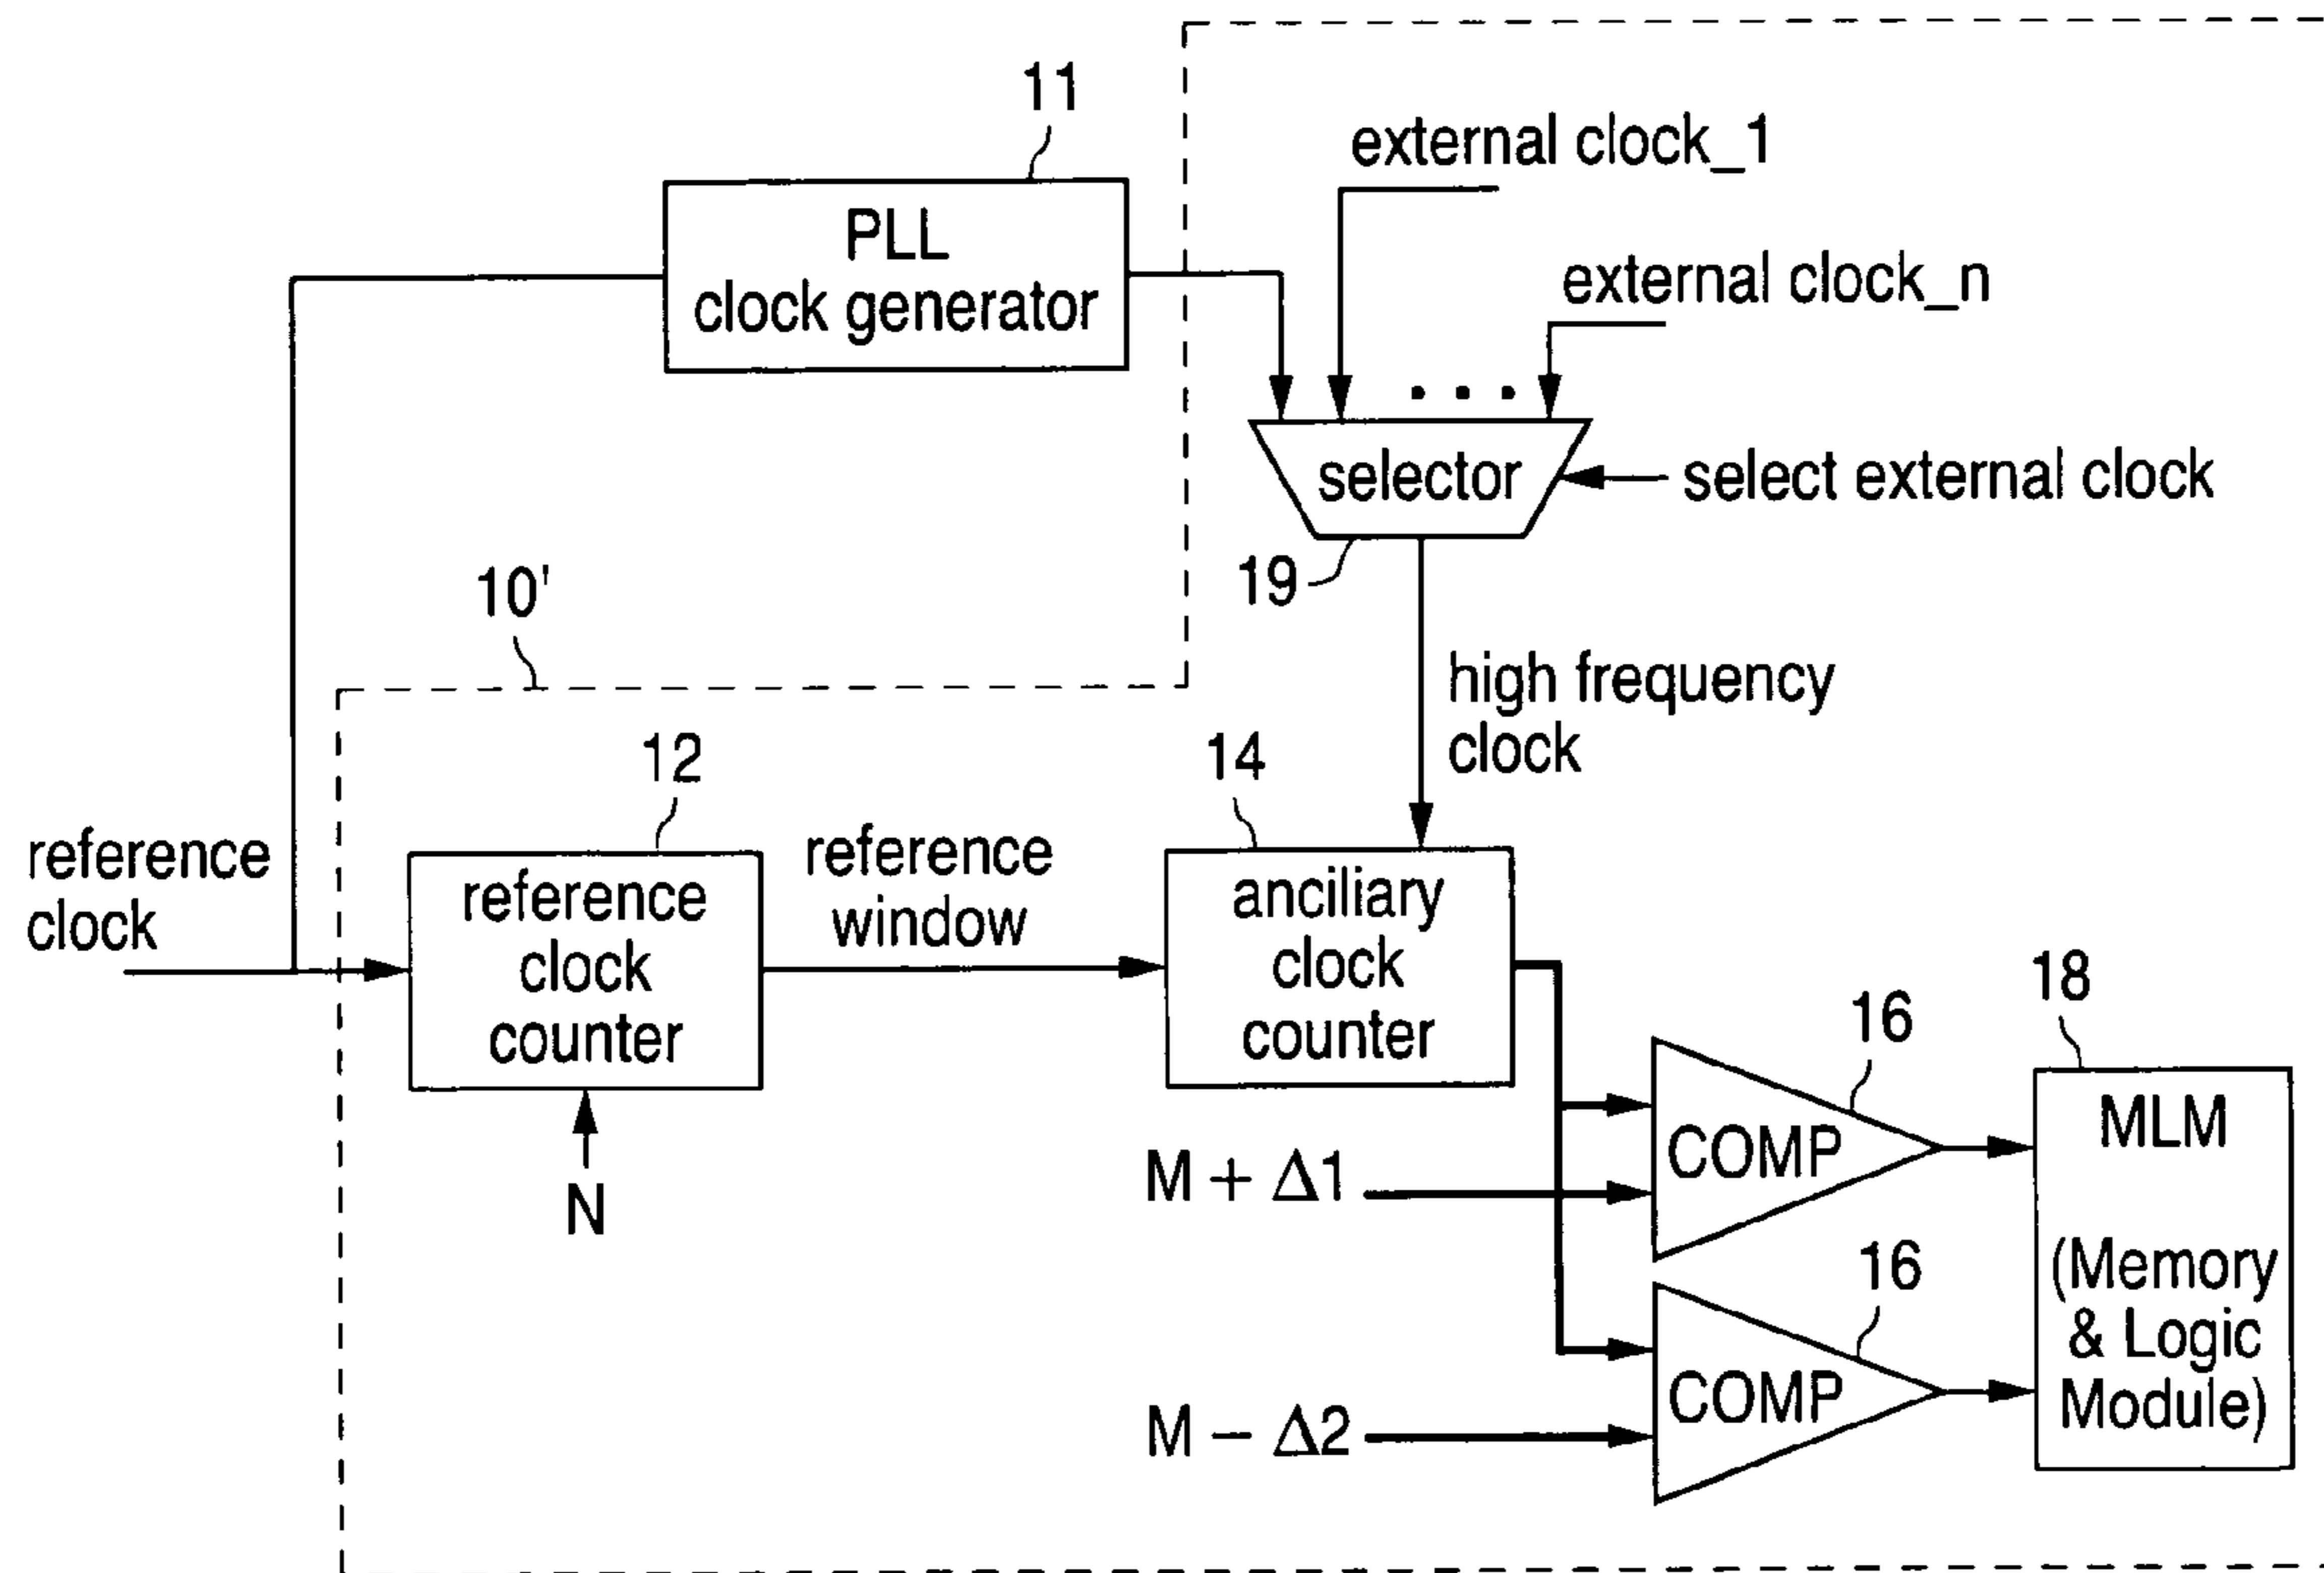 11
PLL
clock generator
external clock_1
external clock_n
. . .
selector
select external clock
19
10'
high frequency
clock
12
14
reference
clock
reference
clock
counter
reference
window
anciliary
clock
counter
N
16
18
M + Δ1
COMP
MLM
(Memory
& Logic
Module)
16
M – Δ2
COMP